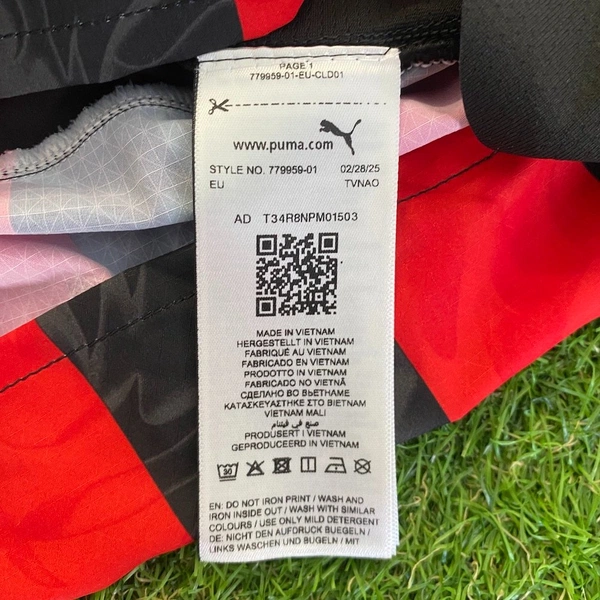 PAGE 1
779959-01-EU-CLD01
www.puma.com
STYLE NO. 779959-01 02/28/25
EU TVNAO
AD T34R8NPM01503
MADE IN VIETNAM
HERGESTELLT IN VIETNAM
FABRIQUÉ AU VIETNAM
FABRICADO EN VIETNAM
PRODOTTO IN VIETNAM
FABRICADO NO VIETNÃ
СДЕЛАНО ВО ВЬЕТНАМЕ
ΚΑΤΑΣΚΕΥΑΣΤΗΚΕ ΣΤΟ ΒΙΕΤΝΑΜ
VİETNAM MALI
صنع في فيتنام
PRODUSERT I VIETNAM
GEPRODUCEERD IN VIETNAM
30
EN: DO NOT IRON PRINT / WASH AND
IRON INSIDE OUT / WASH WITH SIMILAR
COLOURS / USE ONLY MILD DETERGENT
DE: NICHT DEN AUFDRUCK BUEGELN /
LINKS WASCHEN UND BUGELN / MIT